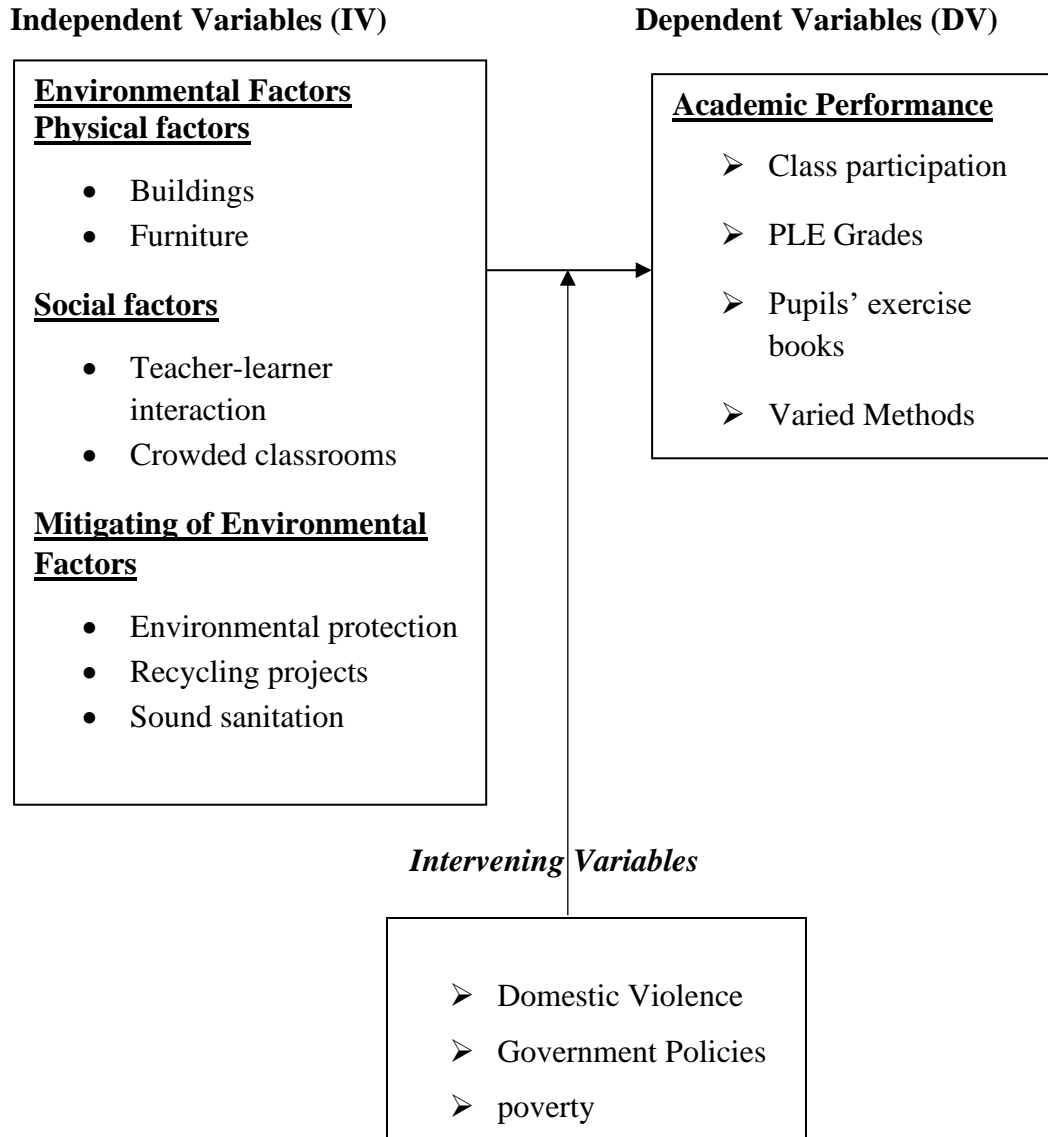 Independent Variables (IV)
Dependent Variables (DV)
Environmental Factors
Physical factors
• Buildings
• Furniture
Social factors
• Teacher-learner
interaction
• Crowded classrooms
Mitigating of Environmental
Factors
• Environmental protection
• Recycling projects
• Sound sanitation
Academic Performance
➢ Class participation
➢ PLE Grades
➢ Pupils’ exercise
books
➢ Varied Methods
Intervening Variables
➢ Domestic Violence
➢ Government Policies
➢ poverty